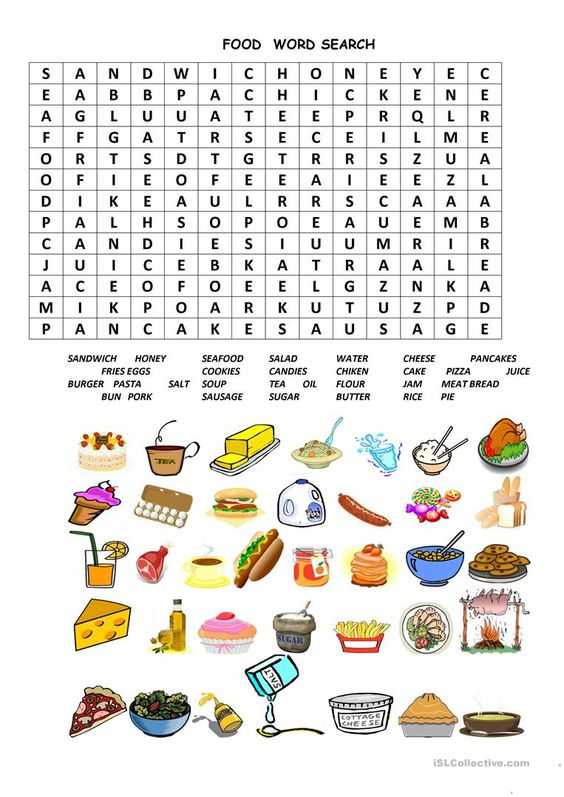 FOOD WORD SEARCH
S A N D W I C H O N E Y E C
E A B B P A C H I C K E N E
A G L U U A T E E P R Q L R
F F G A T R S E C E I L M E
O R T S D T G T R R S Z U A
O F I E O F E E A I E E Z L
D I K E A U L R R S C A A A
P A L H S O P O E A U E M B
C A N D I E S I U U M R I R
J U I C E B K A T R A A L E
A C E O F O E E L G Z N K A
M I K P O A R K U T U Z P D
P A N C A K E S A U S A G E
SANDWICH HONEY SEAFOOD SALAD WATER CHEESE PANCAKES
FRIES EGGS COOKIES CANDIES CHIKEN CAKE PIZZA JUICE
BURGER PASTA SALT SOUP TEA OIL FLOUR JAM MEAT BREAD
BUN PORK SAUSAGE SUGAR BUTTER RICE PIE
TEA
SUGAR
SALT
COTTAGE
CHEESE
iSLCollective.com